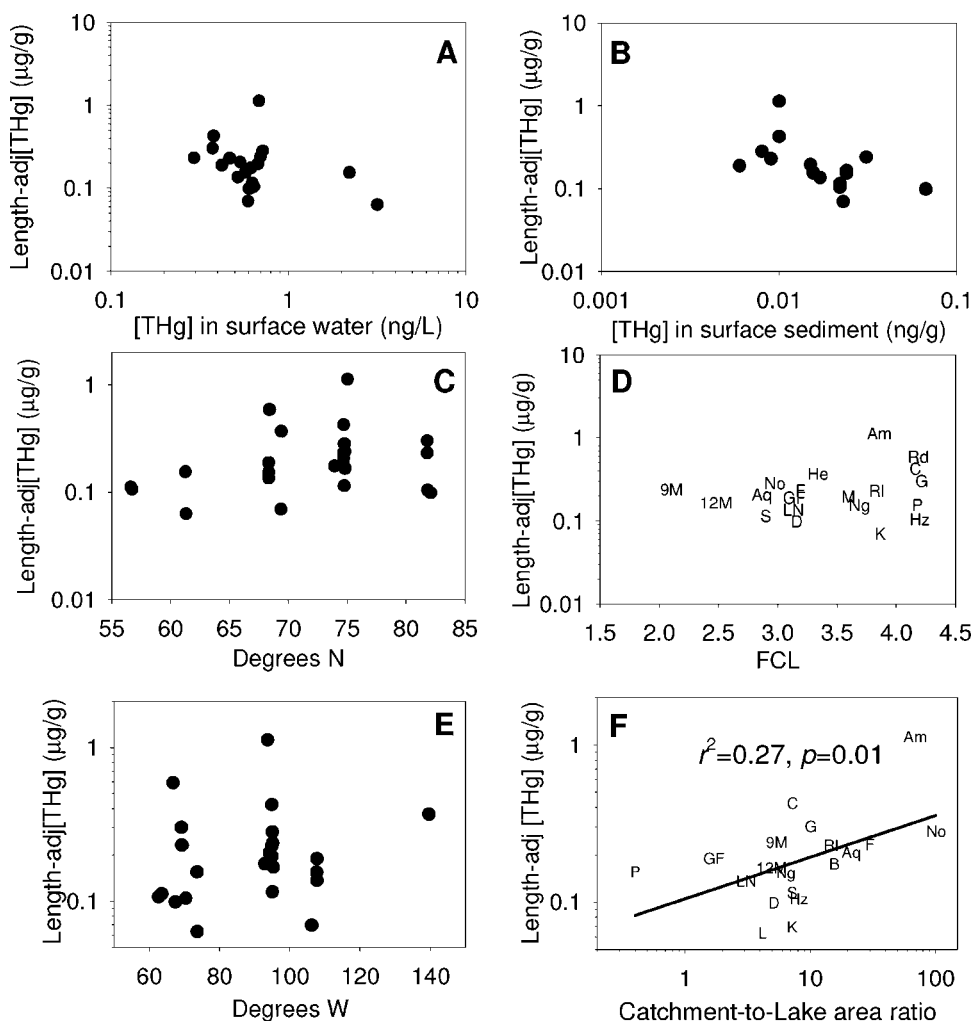 A
Length-adj[THg] (µg/g)
10
1
0.1
0.01
0.1
1
10
[THg] in surface water (ng/L)
B
Length-adj[THg] (µg/g)
10
1
0.1
0.01
0.001
0.01
0.1
[THg] in surface sediment (ng/g)
C
Length-adj[THg] (µg/g)
1
0.1
0.01
55
60
65
70
75
80
85
Degrees N
D
Length-adj[THg] (µg/g)
10
1
0.1
0.01
Am
Rd
C
G
He
9M
No
12M
Aq
GF
M
RI
Ng
P
S
LN
D
Hz
K
1.5
2.0
2.5
3.0
3.5
4.0
4.5
FCL
E
Length-adj[THg] (µg/g)
1
0.1
60
80
100
120
140
Degrees W
F
Length-adj [THg] (µg/g)
1
0.1
r²=0.27, p=0.01
Am
C
G
No
9M
RI
F
Aq
GF
B
P
12M
Ng
LN
S
Hz
D
K
L
1
10
100
Catchment-to-Lake area ratio